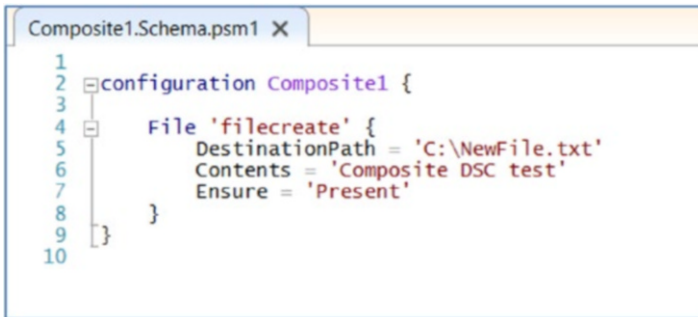 Composite1.Schema.psm1 X
1
2 configuration Composite1 {
3
4 File 'filecreate' {
5 DestinationPath = 'C:\NewFile.txt'
6 Contents = 'Composite DSC test'
7 Ensure = 'Present'
8 }
9 }
10